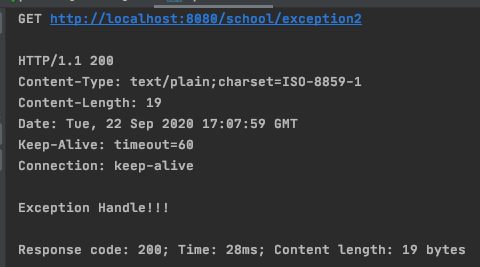 GET http://localhost:8080/school/exception2
HTTP/1.1 200
Content-Type: text/plain;charset=ISO-8859-1
Content-Length: 19
Date: Tue, 22 Sep 2020 17:07:59 GMT
Keep-Alive: timeout=60
Connection: keep-alive
Exception Handle!!!
Response code: 200; Time: 28ms; Content length: 19 bytes